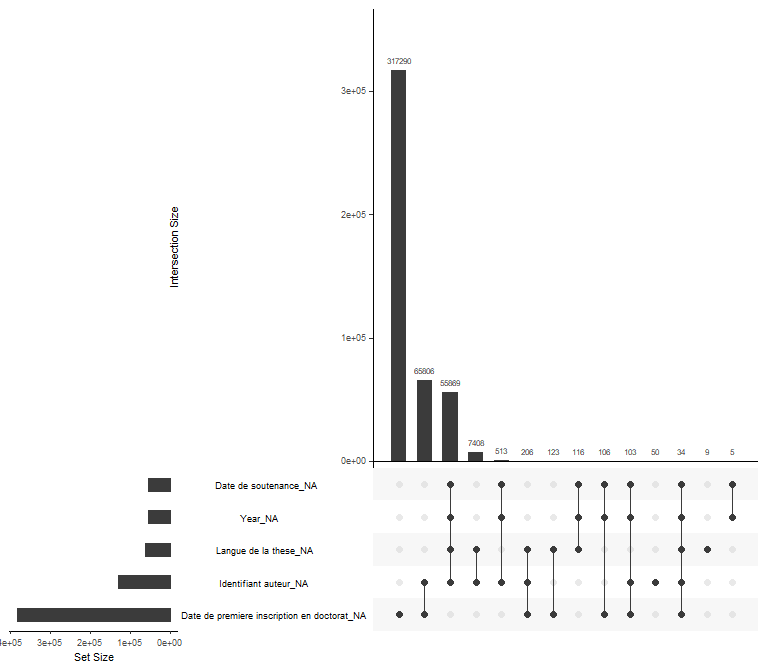 317290
3e+05
Intersection Size
2e+05
1e+05
65806
55869
7408
513
206
123
116
106
103
50
34
9
5
0e+00
Date de soutenance_NA
Year_NA
Langue de la these_NA
Identifiant auteur_NA
Date de premiere inscription en doctorat_NA
4e+05 3e+05 2e+05 1e+05 0e+00
Set Size